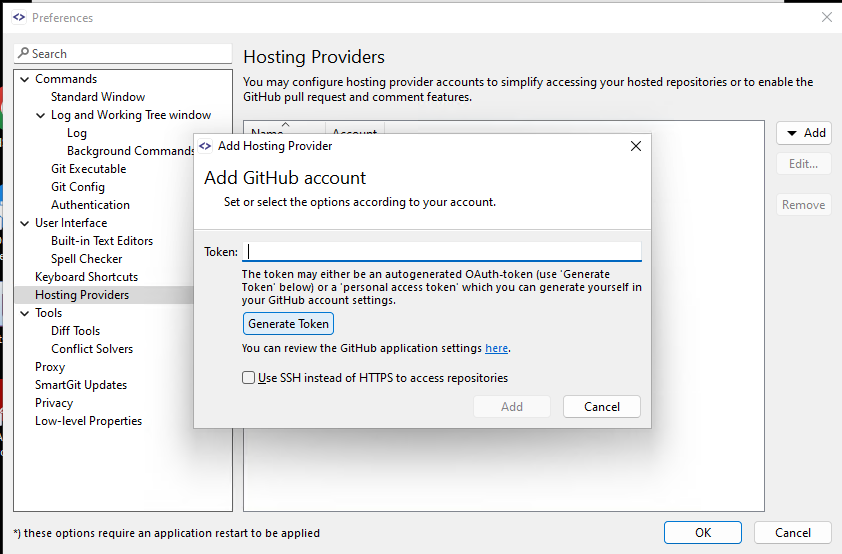 Preferences
Search
Commands
Standard Window
Log and Working Tree window
Log
Background Commands
Git Executable
Git Config
Authentication
User Interface
Built-in Text Editors
Spell Checker
Keyboard Shortcuts
Hosting Providers
Tools
Diff Tools
Conflict Solvers
Proxy
SmartGit Updates
Privacy
Low-level Properties
Hosting Providers
You may configure hosting provider accounts to simplify accessing your hosted repositories or to enable the
GitHub pull request and comment features.
Name Account
Add
Edit...
Remove
Add Hosting Provider
Add GitHub account
Set or select the options according to your account.
Token:
The token may either be an autogenerated OAuth-token (use 'Generate
Token' below) or a 'personal access token' which you can generate yourself in
your GitHub account settings.
Generate Token
You can review the GitHub application settings here.
Use SSH instead of HTTPS to access repositories
Add Cancel
*) these options require an application restart to be applied
OK Cancel